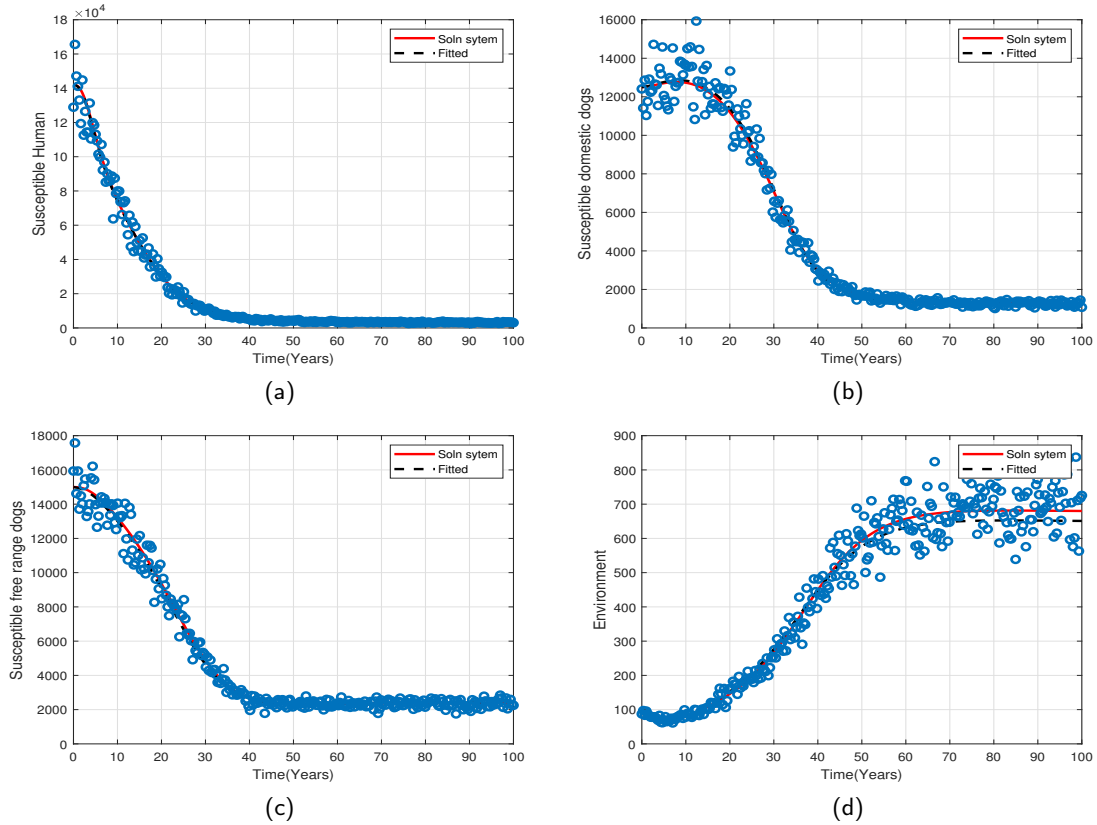 ×10⁴
18
16
14
12
10
8
6
4
2
0
Susceptible Human
Soln sytem
Fitted
0 10 20 30 40 50 60 70 80 90 100
Time(Years)
(a)
16000
14000
12000
10000
8000
6000
4000
2000
0
Susceptible domestic dogs
Soln sytem
Fitted
0 10 20 30 40 50 60 70 80 90 100
Time(Years)
(b)
18000
16000
14000
12000
10000
8000
6000
4000
2000
0
Susceptible free range dogs
Soln sytem
Fitted
0 10 20 30 40 50 60 70 80 90 100
Time(Years)
(c)
900
800
700
600
500
400
300
200
100
0
Environment
Soln sytem
Fitted
0 10 20 30 40 50 60 70 80 90 100
Time(Years)
(d)